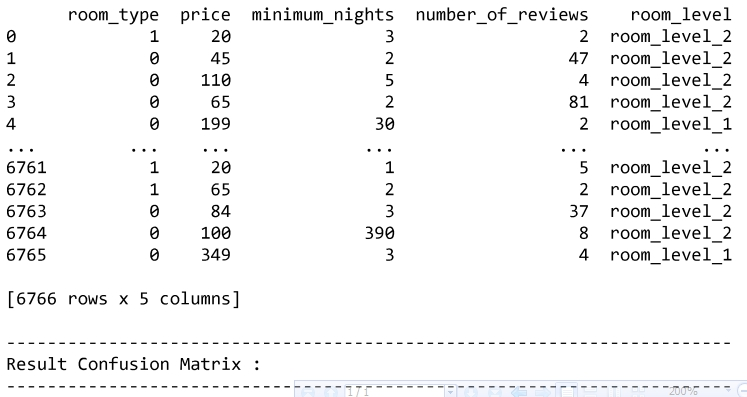 room_type price minimum_nights number_of_reviews room_level
0 1 20 3 2 room_level_2
1 0 45 2 47 room_level_2
2 0 110 5 4 room_level_2
3 0 65 2 81 room_level_2
4 0 199 30 2 room_level_1
... ... ... ... ... ...
6761 1 20 1 5 room_level_2
6762 1 65 2 2 room_level_2
6763 0 84 3 37 room_level_2
6764 0 100 390 8 room_level_2
6765 0 349 3 4 room_level_1
[6766 rows x 5 columns]
-----------------------------------------------------------------------
Result Confusion Matrix :
-----------------------------------------------------------------------
1 / 1 200%